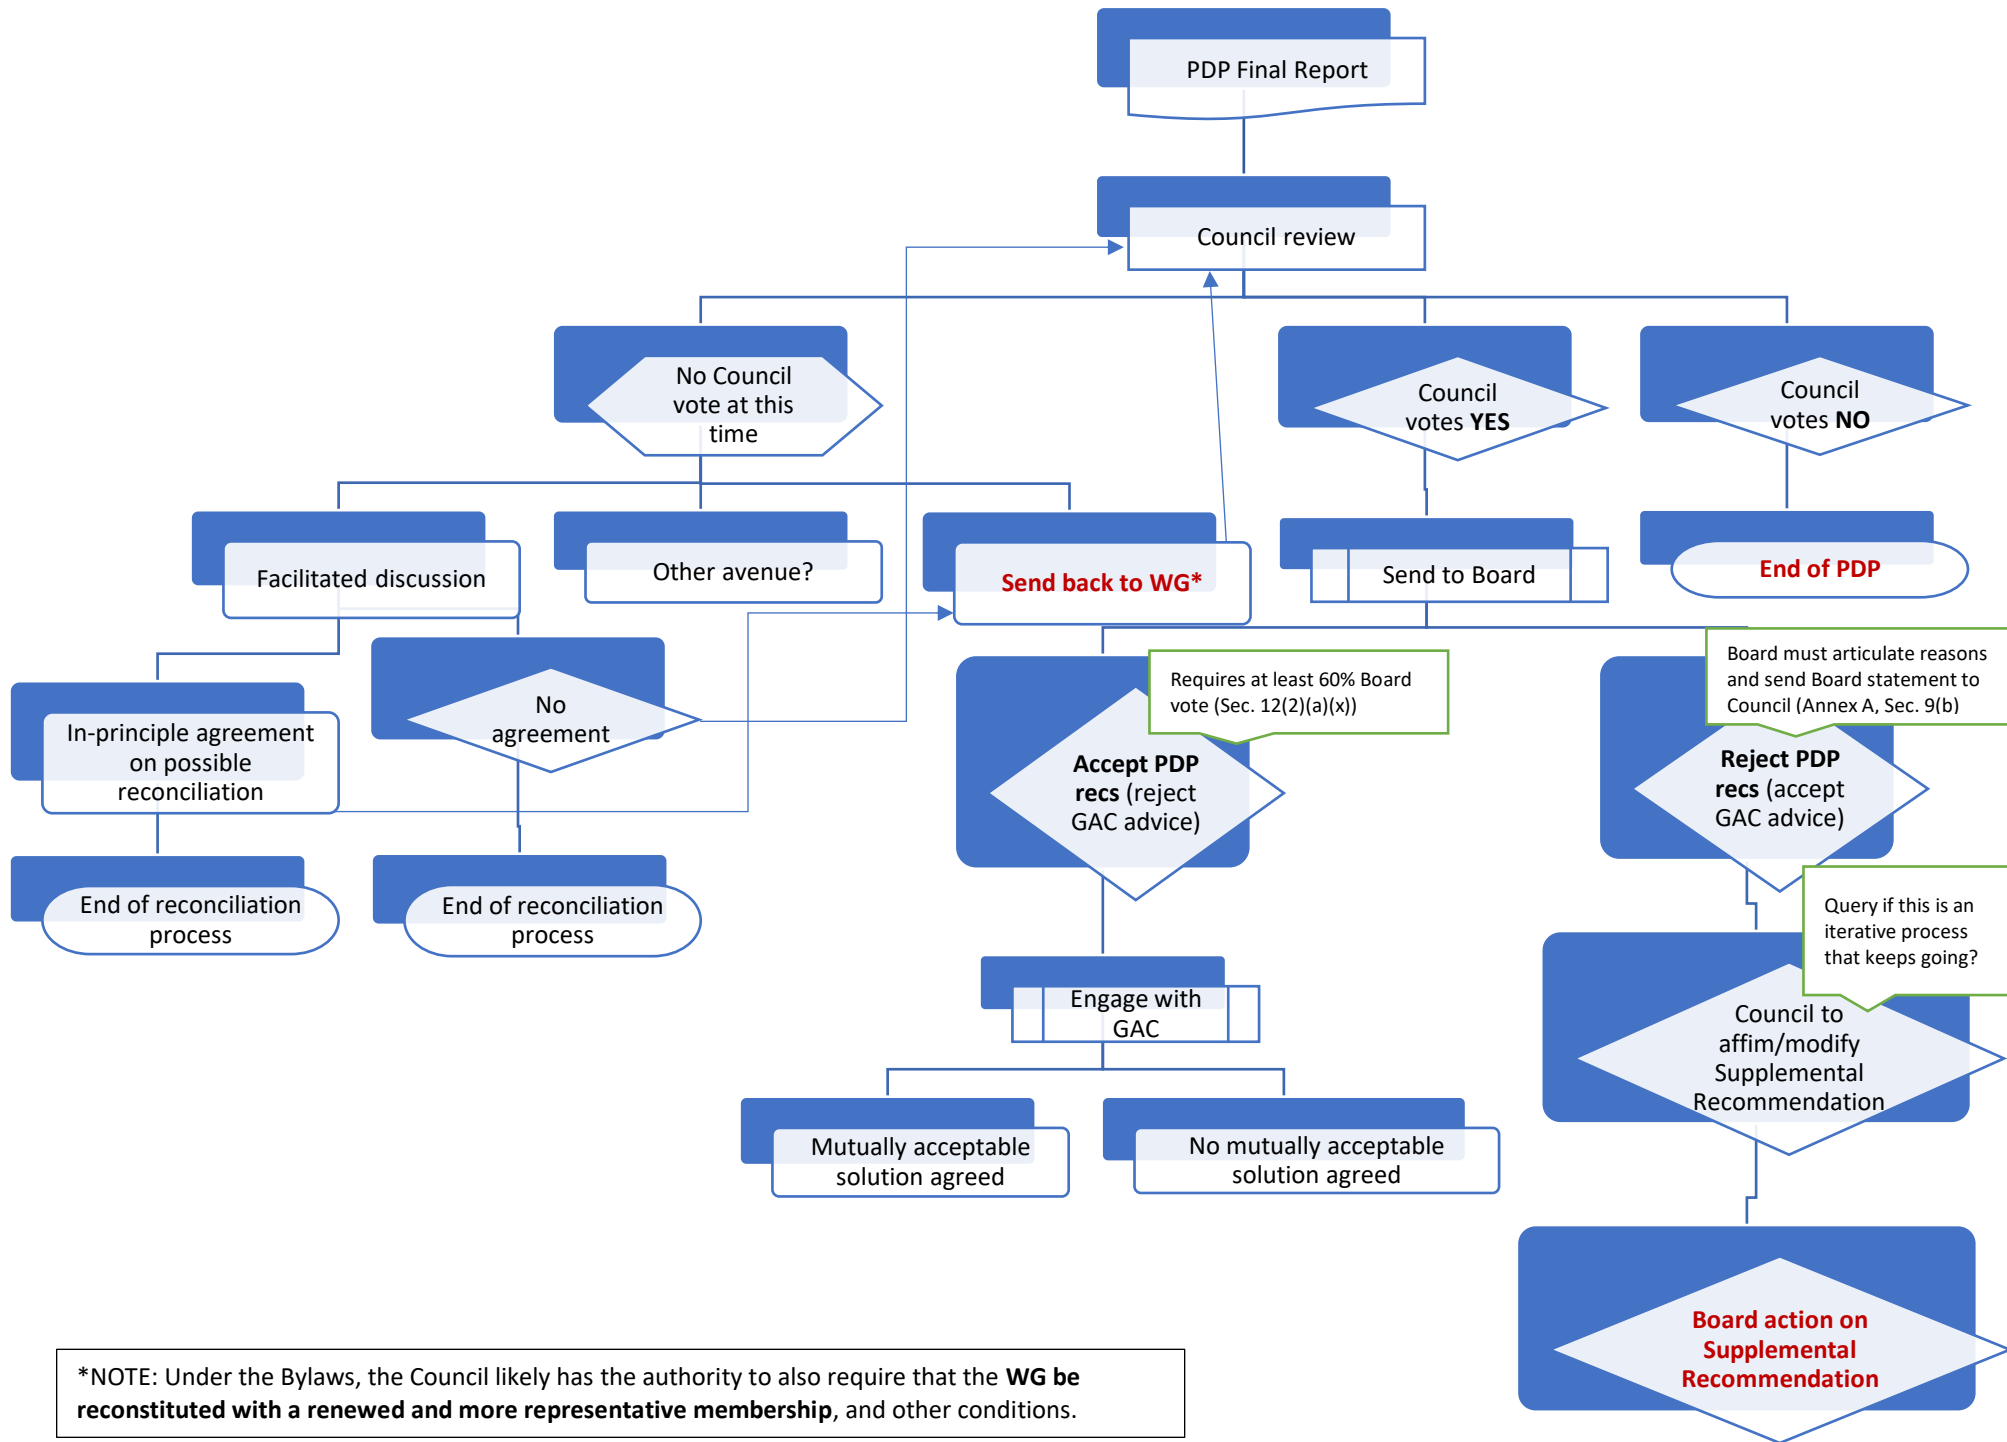 PDP Final Report
Council review
No Council
vote at this
time
Council
votes YES
Council
votes NO
Facilitated discussion
Other avenue?
Send back to WG*
Send to Board
End of PDP
In-principle agreement
on possible
reconciliation
No
agreement
Requires at least 60% Board
vote (Sec. 12(2)(a)(x))
Accept PDP
recs (reject
GAC advice)
Board must articulate reasons
and send Board statement to
Council (Annex A, Sec. 9(b)
Reject PDP
recs (accept
GAC advice)
End of reconciliation
process
End of reconciliation
process
Query if this is an
iterative process
that keeps going?
Engage with
GAC
Council to
affim/modify
Supplemental
Recommendation
Mutually acceptable
solution agreed
No mutually acceptable
solution agreed
Board action on
Supplemental
Recommendation
*NOTE: Under the Bylaws, the Council likely has the authority to also require that the WG be
reconstituted with a renewed and more representative membership, and other conditions.